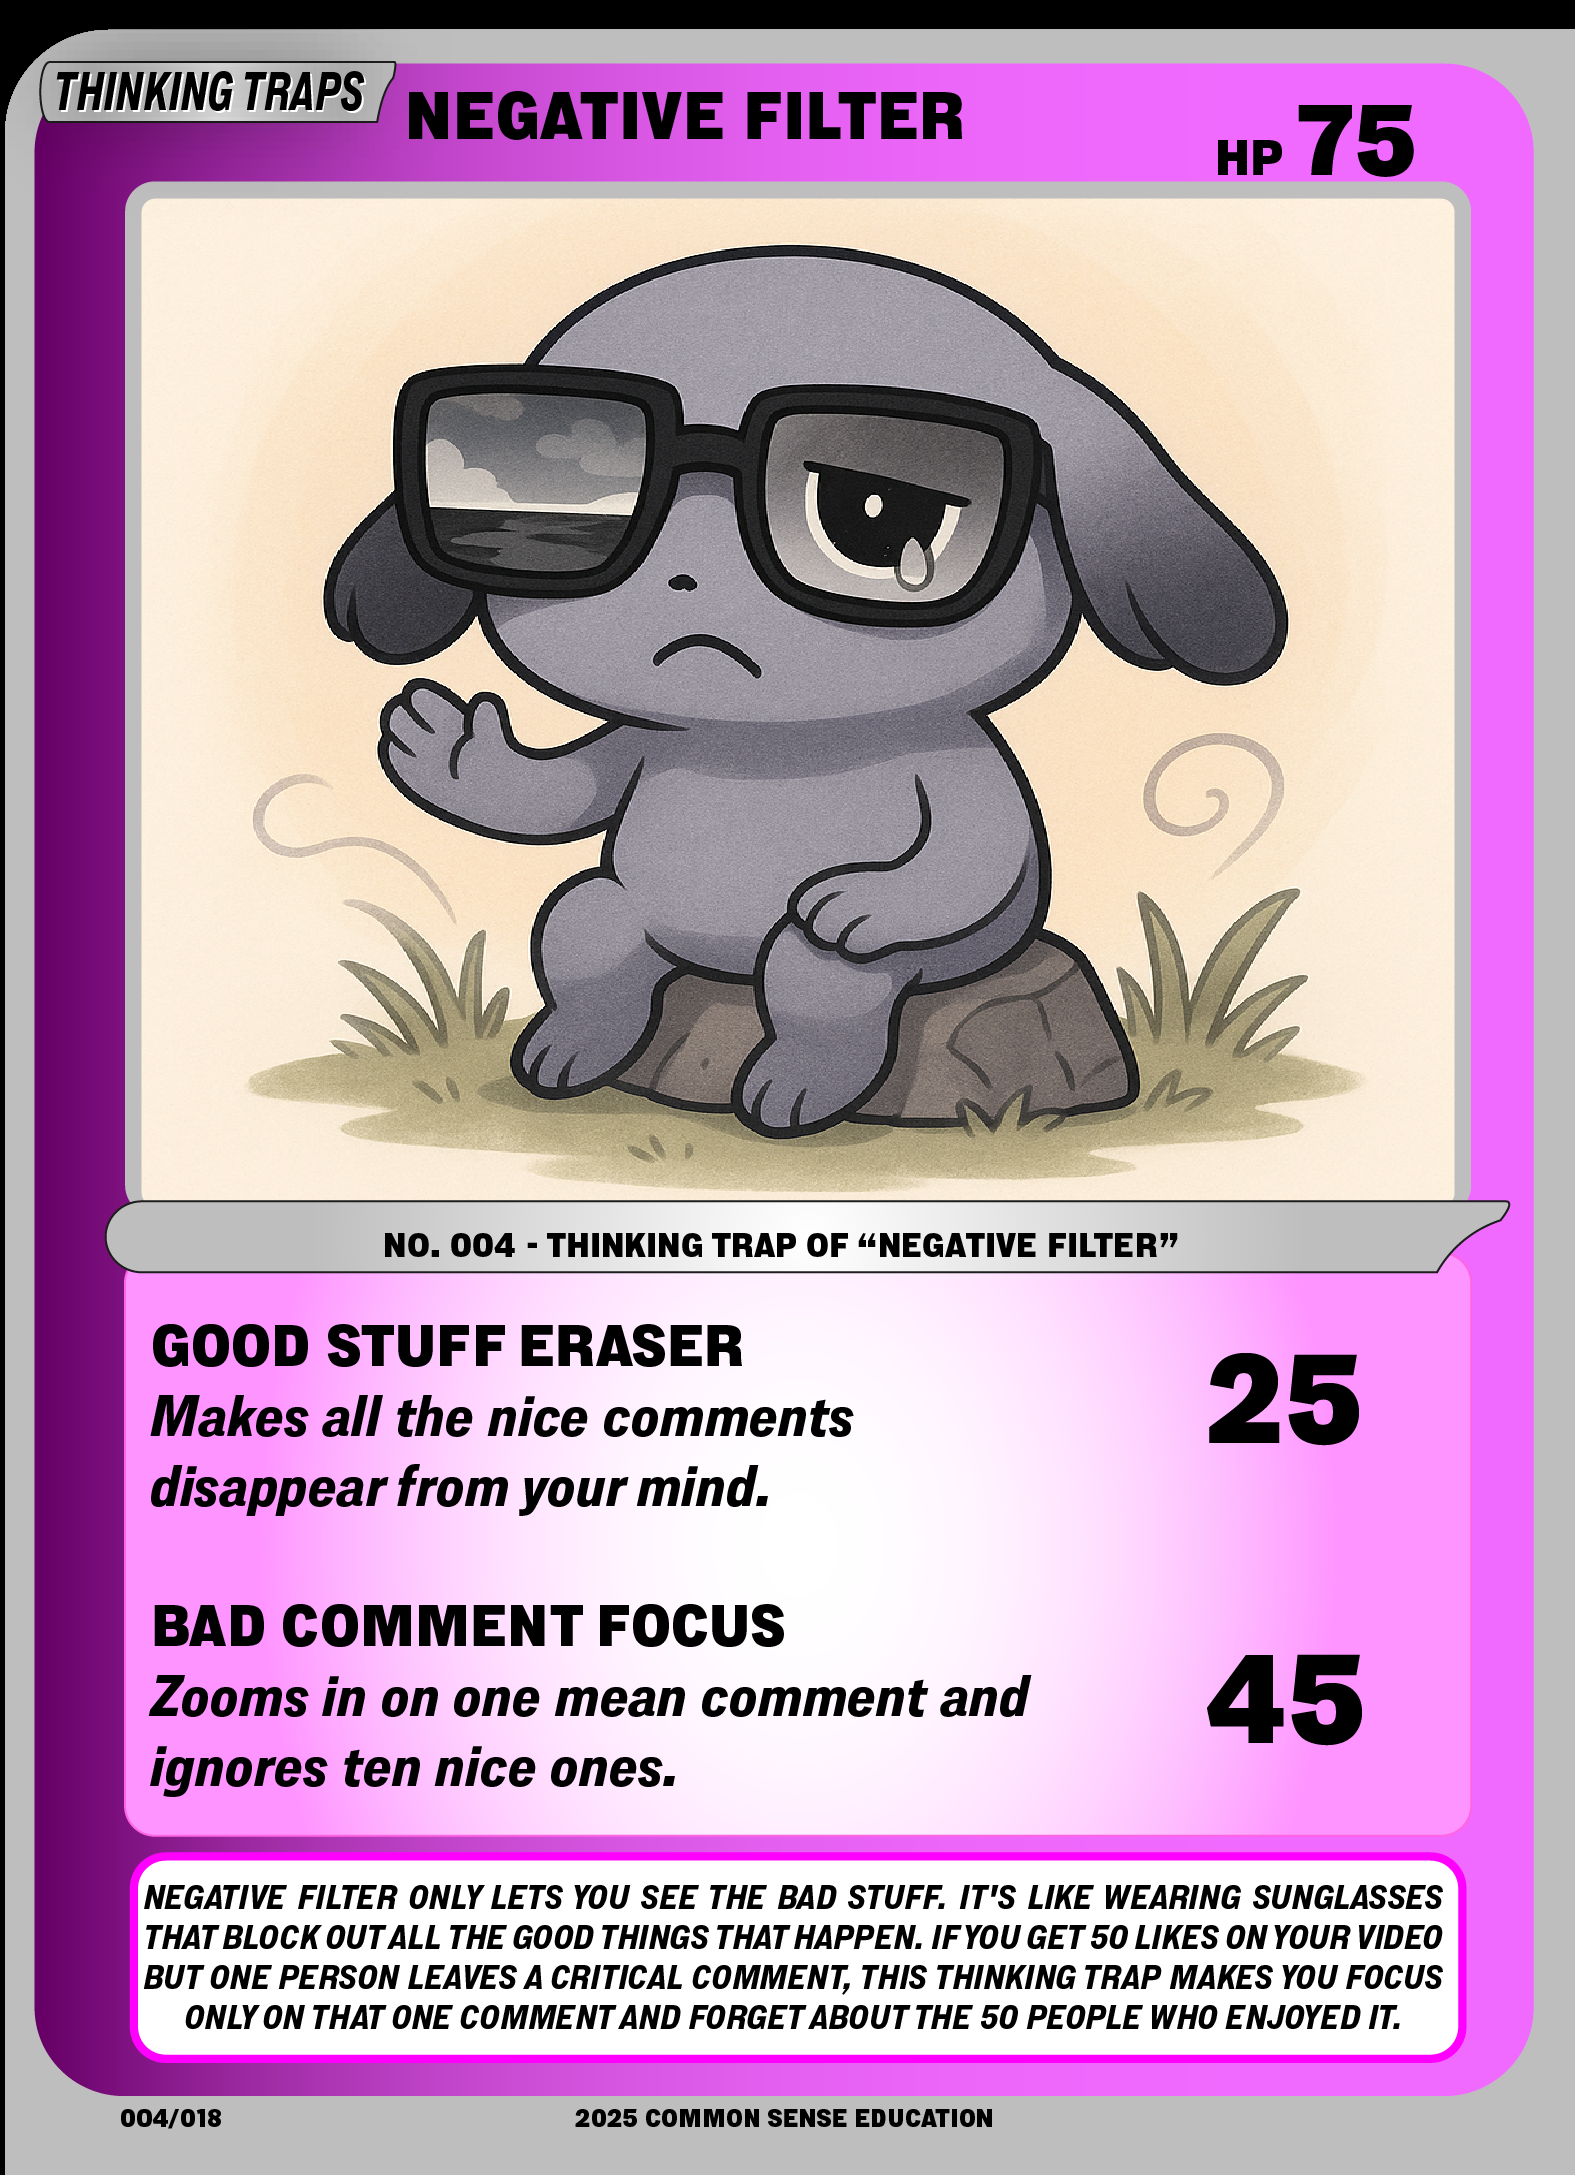 THINKING TRAPS
NEGATIVE FILTER
HP 75
NO. 004 - THINKING TRAP OF “NEGATIVE FILTER”
GOOD STUFF ERASER
25
Makes all the nice comments
disappear from your mind.
BAD COMMENT FOCUS
45
Zooms in on one mean comment and
ignores ten nice ones.
NEGATIVE FILTER ONLY LETS YOU SEE THE BAD STUFF. IT'S LIKE WEARING SUNGLASSES
THAT BLOCK OUT ALL THE GOOD THINGS THAT HAPPEN. IF YOU GET 50 LIKES ON YOUR VIDEO
BUT ONE PERSON LEAVES A CRITICAL COMMENT, THIS THINKING TRAP MAKES YOU FOCUS
ONLY ON THAT ONE COMMENT AND FORGET ABOUT THE 50 PEOPLE WHO ENJOYED IT.
004/018
2025 COMMON SENSE EDUCATION